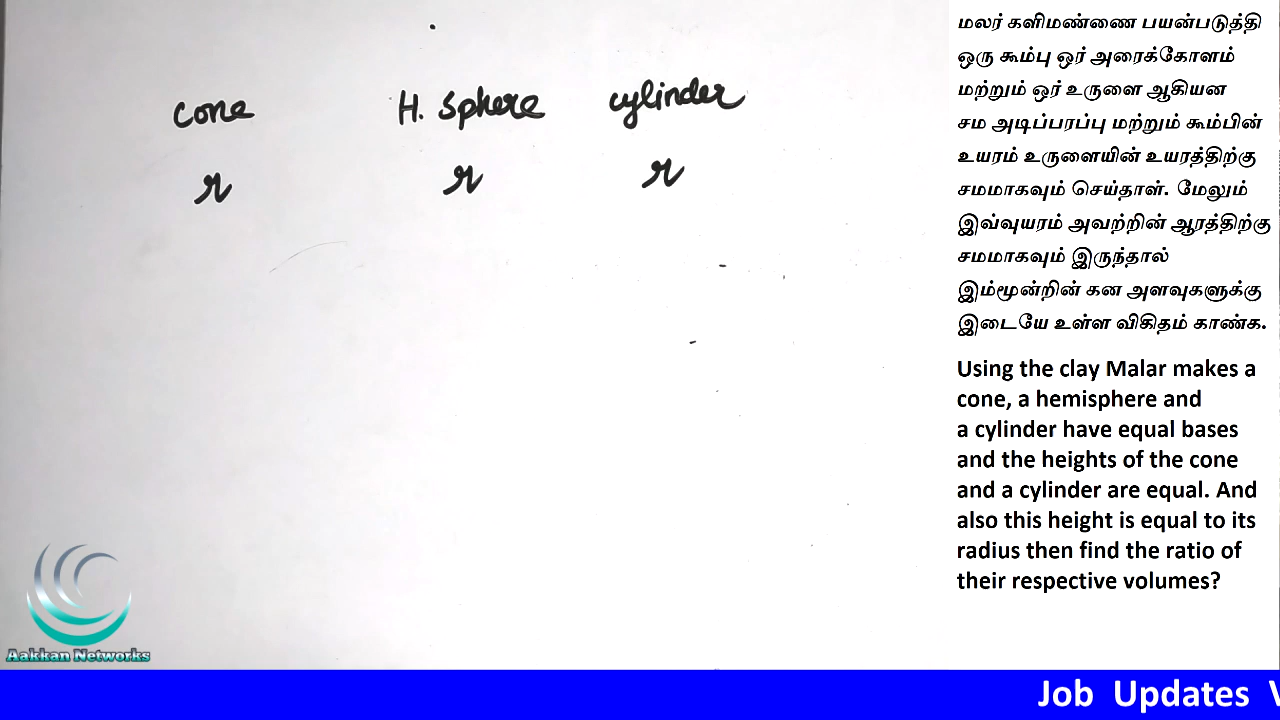 cone H. Sphere cylinder
r r r
மலர் களிமண்ணை பயன்படுத்தி
ஒரு கூம்பு ஒர் அரைக்கோளம்
மற்றும் ஒர் உருளை ஆகியன
சம அடிப்பரப்பு மற்றும் கூம்பின்
உயரம் உருளையின் உயரத்திற்கு
சமமாகவும் செய்தாள். மேலும்
இவ்வுயரம் அவற்றின் ஆரத்திற்கு
சமமாகவும் இருந்தால்
இம்மூன்றின் கன அளவுகளுக்கு
இடையே உள்ள விகிதம் காண்க.
Using the clay Malar makes a
cone, a hemisphere and
a cylinder have equal bases
and the heights of the cone
and a cylinder are equal. And
also this height is equal to its
radius then find the ratio of
their respective volumes?
Aakkan Networks
Job Updates V